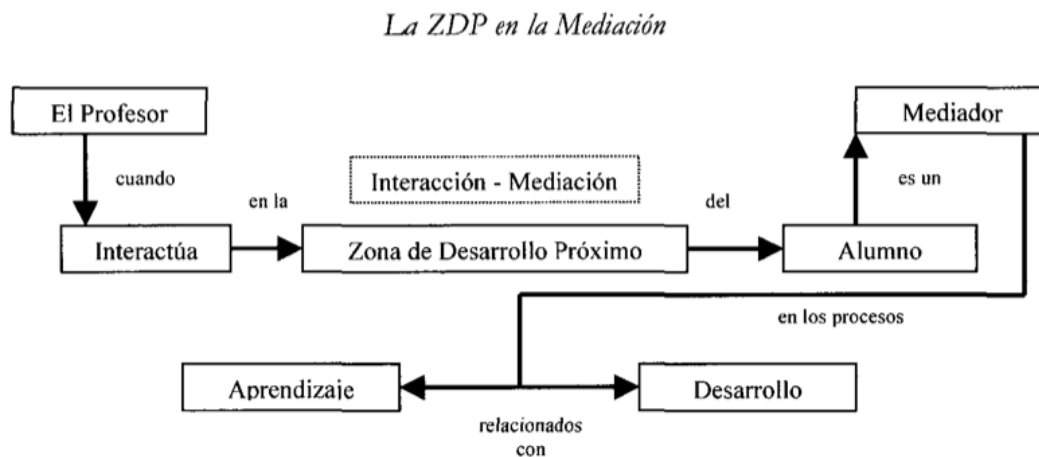 La ZDP en la Mediación
El Profesor
Mediador
cuando
Interacción - Mediación
es un
en la
del
Interactúa
Zona de Desarrollo Próximo
Alumno
en los procesos
Aprendizaje
Desarrollo
relacionados
con